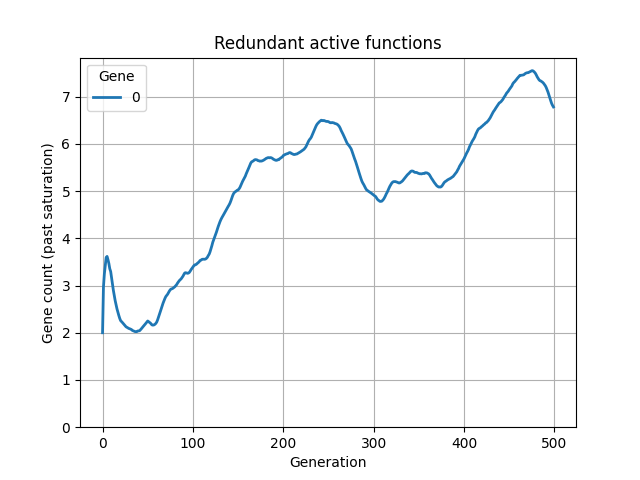 Redundant active functions
Gene
0
Gene count (past saturation)
7
6
5
4
3
2
1
0
0 100 200 300 400 500
Generation